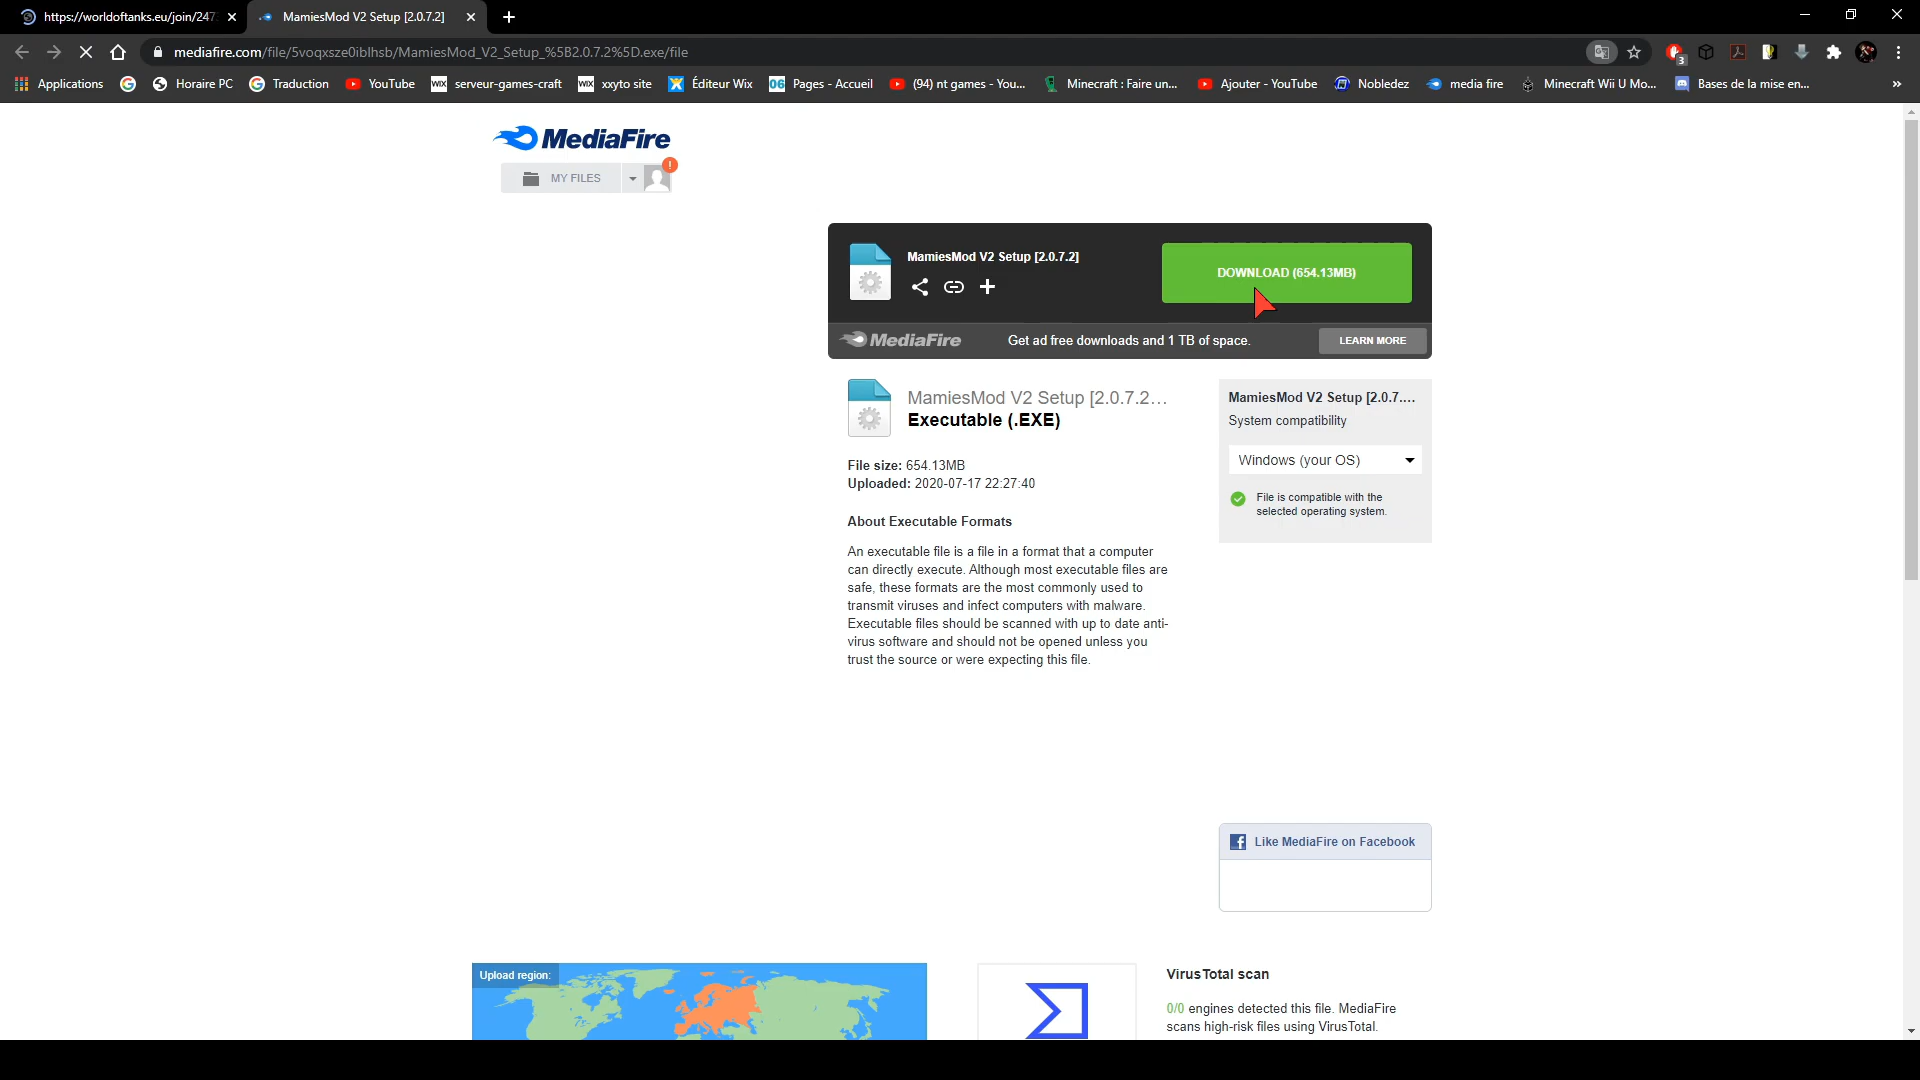 https://worldoftanks.eu/join/247
MamiesMod V2 Setup [2.0.7.2]
mediafire.com/file/5voqxsze0iblhsb/MamiesMod_V2_Setup_%5B2.0.7.2%5D.exe/file
3
Applications
Horaire PC
Traduction
YouTube
WIX serveur-games-craft
WIX xxyto site
Éditeur Wix
06 Pages - Accueil
(94) nt games - You...
Minecraft : Faire un...
Ajouter - YouTube
Nobledez
media fire
Minecraft Wii U Mo...
Bases de la mise en...
»
MediaFire
MY FILES
!
MamiesMod V2 Setup [2.0.7.2]
DOWNLOAD (654.13MB)
MediaFire
Get ad free downloads and 1 TB of space.
LEARN MORE
MamiesMod V2 Setup [2.0.7.2...
Executable (.EXE)
File size: 654.13MB
Uploaded: 2020-07-17 22:27:40
About Executable Formats
An executable file is a file in a format that a computer
can directly execute. Although most executable files are
safe, these formats are the most commonly used to
transmit viruses and infect computers with malware.
Executable files should be scanned with up to date anti-
virus software and should not be opened unless you
trust the source or were expecting this file.
MamiesMod V2 Setup [2.0.7....
System compatibility
Windows (your OS)
File is compatible with the
selected operating system.
Like MediaFire on Facebook
Upload region:
VirusTotal scan
0/0 engines detected this file. MediaFire
scans high-risk files using VirusTotal.